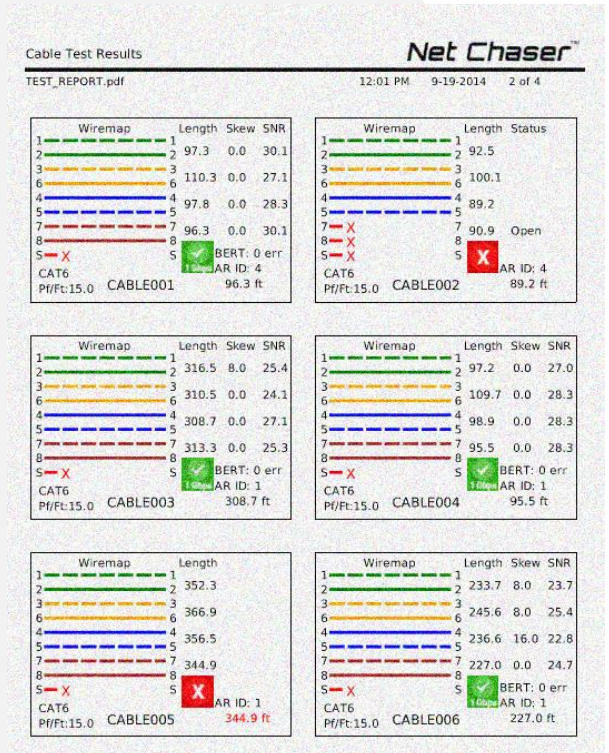 Cable Test Results
Net Chaser™
TEST_REPORT.pdf 12:01 PM 9-19-2014 2 of 4
Wiremap Length Skew SNR
1 1
2 2 97.3 0.0 30.1
3 3
6 6 110.3 0.0 27.1
4 4
5 5 97.8 0.0 28.3
7 X 7
8 8 96.3 0.0 30.1
S X S BERT: 0 err
1 Gbps
CAT6 AR ID: 4
Pf/Ft:15.0 CABLE001 96.3 ft
Wiremap Length Status
1 1
2 2 92.5
3 3
6 6 100.1
4 4
5 5 89.2
7 X 7
8 X 8 90.9 Open
S X S X
CAT6 AR ID: 4
Pf/Ft:15.0 CABLE002 89.2 ft
Wiremap Length Skew SNR
1 1
2 2 316.5 8.0 25.4
3 3
6 6 310.5 0.0 24.1
4 4
5 5 308.7 0.0 27.1
7 7
8 8 313.3 0.0 25.3
S X S BERT: 0 err
1 Gbps
CAT6 AR ID: 1
Pf/Ft:15.0 CABLE003 308.7 ft
Wiremap Length Skew SNR
1 1
2 2 97.2 0.0 27.0
3 3
6 6 109.7 0.0 28.3
4 4
5 5 98.9 0.0 28.3
7 7
8 8 95.5 0.0 28.3
S X S BERT: 0 err
1 Gbps
CAT6 AR ID: 1
Pf/Ft:15.0 CABLE004 95.5 ft
Wiremap Length
1 1
2 2 352.3
3 3
6 6 366.9
4 4
5 5 356.5
7 7
8 8 344.9
S X S X
CAT6 AR ID: 1
Pf/Ft:15.0 CABLE005 344.9 ft
Wiremap Length Skew SNR
1 1
2 2 233.7 8.0 23.7
3 3
6 6 245.6 8.0 25.4
4 4
5 5 236.6 16.0 22.8
7 7
8 8 227.0 0.0 24.7
S X S BERT: 0 err
1 Gbps
CAT6 AR ID: 1
Pf/Ft:15.0 CABLE006 227.0 ft